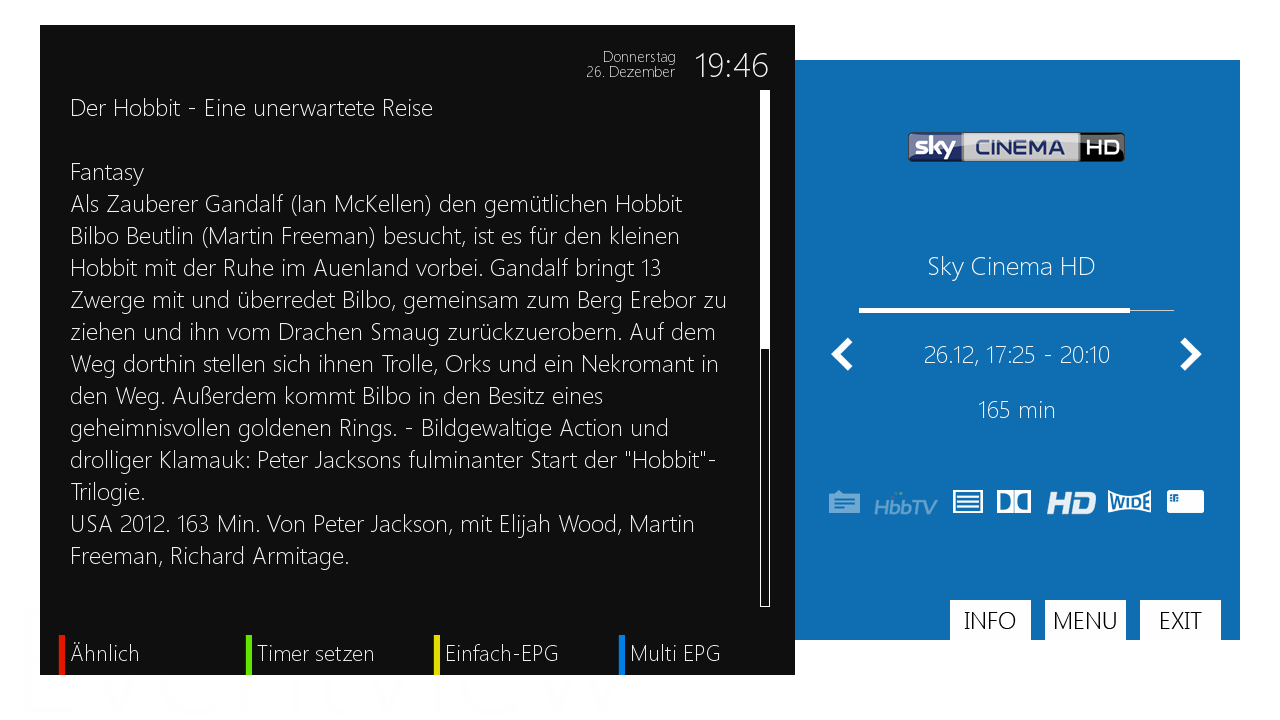 Donnerstag
26. Dezember
19:46
Der Hobbit - Eine unerwartete Reise
Fantasy
Als Zauberer Gandalf (Ian McKellen) den gemütlichen Hobbit
Bilbo Beutlin (Martin Freeman) besucht, ist es für den kleinen
Hobbit mit der Ruhe im Auenland vorbei. Gandalf bringt 13
Zwerge mit und überredet Bilbo, gemeinsam zum Berg Erebor zu
ziehen und ihn vom Drachen Smaug zurückzuerobern. Auf dem
Weg dorthin stellen sich ihnen Trolle, Orks und ein Nekromant in
den Weg. Außerdem kommt Bilbo in den Besitz eines
geheimnisvollen goldenen Rings. - Bildgewaltige Action und
drolliger Klamauk: Peter Jacksons fulminanter Start der "Hobbit"-
Trilogie.
USA 2012. 163 Min. Von Peter Jackson, mit Elijah Wood, Martin
Freeman, Richard Armitage.
Ähnlich
Timer setzen
Einfach-EPG
Multi EPG
sky CINEMA HD
Sky Cinema HD
26.12, 17:25 - 20:10
165 min
HbbTV HD WIDE
INFO MENU EXIT